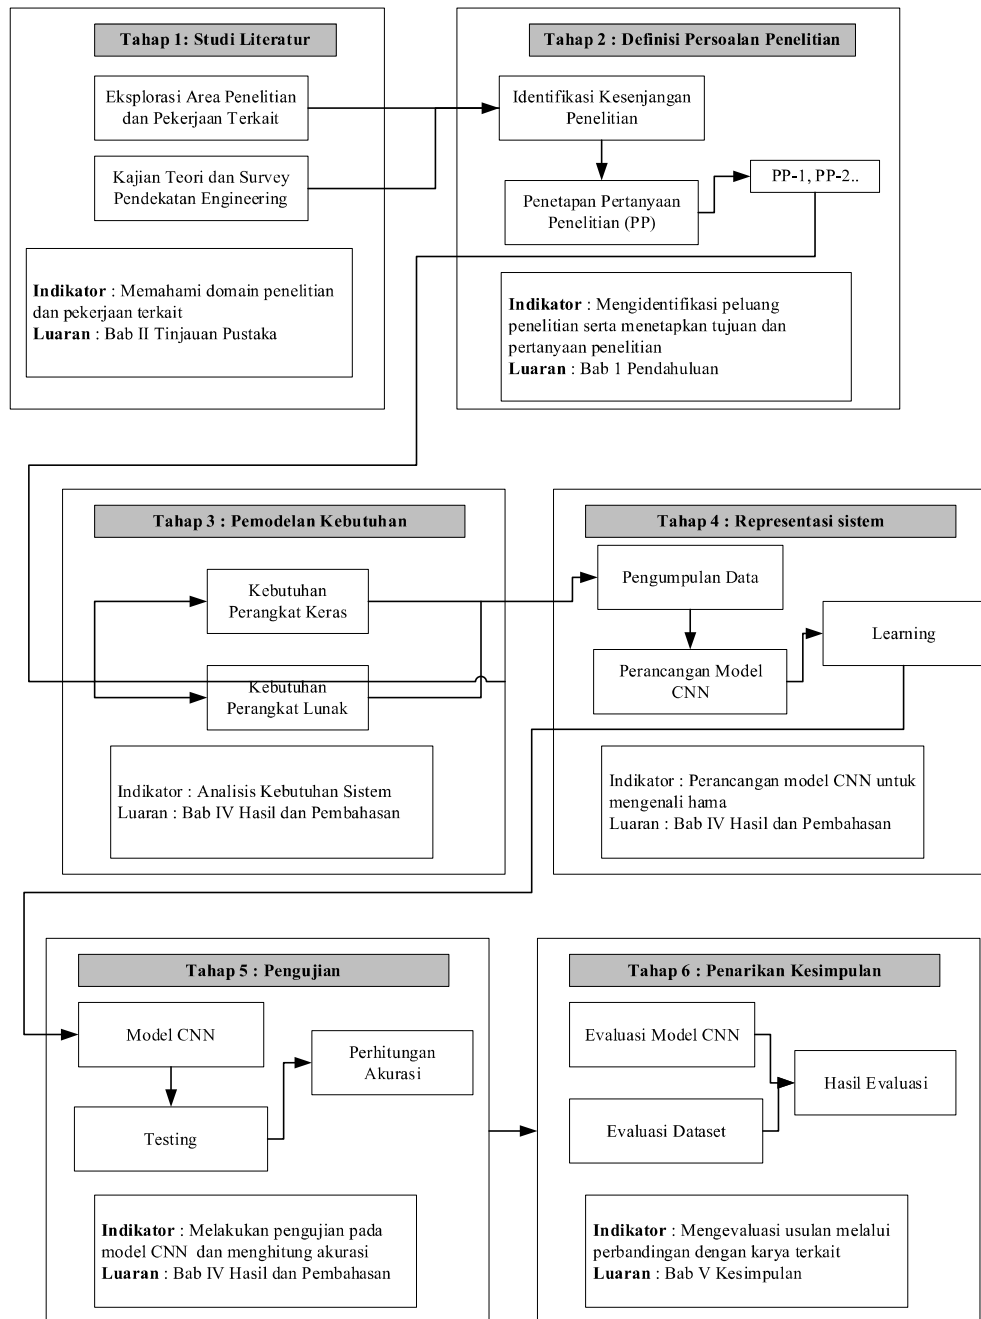 Tahap 1: Studi Literatur
Eksplorasi Area Penelitian
dan Pekerjaan Terkait
Kajian Teori dan Survey
Pendekatan Engineering
Indikator : Memahami domain penelitian
dan pekerjaan terkait
Luaran : Bab II Tinjauan Pustaka
Tahap 2 : Definisi Persoalan Penelitian
Identifikasi Kesenjangan
Penelitian
Penetapan Pertanyaan
Penelitian (PP)
PP-1, PP-2..
Indikator : Mengidentifikasi peluang
penelitian serta menetapkan tujuan dan
pertanyaan penelitian
Luaran : Bab 1 Pendahuluan
Tahap 3 : Pemodelan Kebutuhan
Kebutuhan
Perangkat Keras
Kebutuhan
Perangkat Lunak
Indikator : Analisis Kebutuhan Sistem
Luaran : Bab IV Hasil dan Pembahasan
Tahap 4 : Representasi sistem
Pengumpulan Data
Perancangan Model
CNN
Learning
Indikator : Perancangan model CNN untuk
mengenali hama
Luaran : Bab IV Hasil dan Pembahasan
Tahap 5 : Pengujian
Model CNN
Testing
Perhitungan
Akurasi
Indikator : Melakukan pengujian pada
model CNN  dan menghitung akurasi
Luaran : Bab IV Hasil dan Pembahasan
Tahap 6 : Penarikan Kesimpulan
Evaluasi Model CNN
Evaluasi Dataset
Hasil Evaluasi
Indikator : Mengevaluasi usulan melalui
perbandingan dengan karya terkait
Luaran : Bab V Kesimpulan